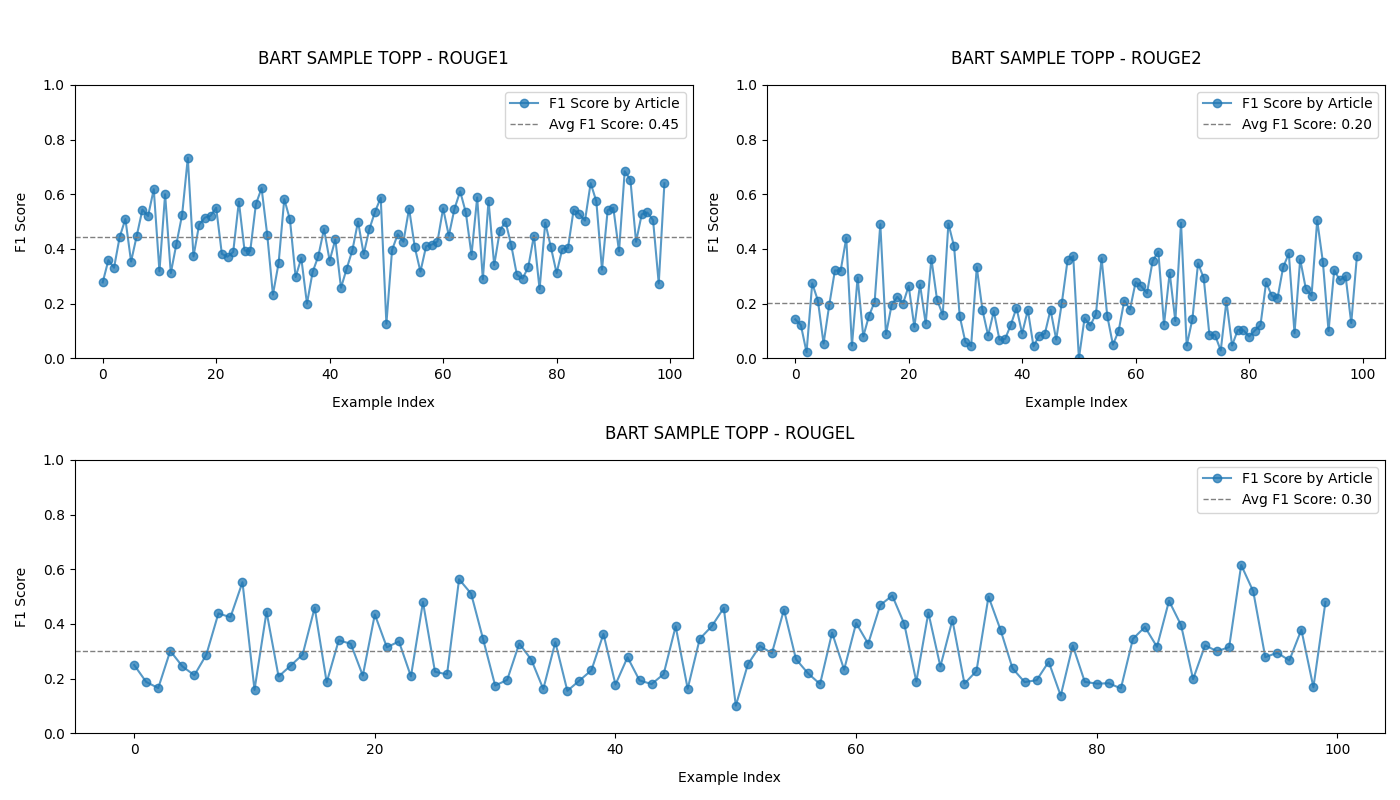 BART SAMPLE TOPP - ROUGE1
F1 Score by Article
Avg F1 Score: 0.45
1.0
0.8
0.6
0.4
0.2
0.0
F1 Score
0 20 40 60 80 100
Example Index
BART SAMPLE TOPP - ROUGE2
F1 Score by Article
Avg F1 Score: 0.20
1.0
0.8
0.6
0.4
0.2
0.0
F1 Score
0 20 40 60 80 100
Example Index
BART SAMPLE TOPP - ROUGEL
F1 Score by Article
Avg F1 Score: 0.30
1.0
0.8
0.6
0.4
0.2
0.0
F1 Score
0 20 40 60 80 100
Example Index